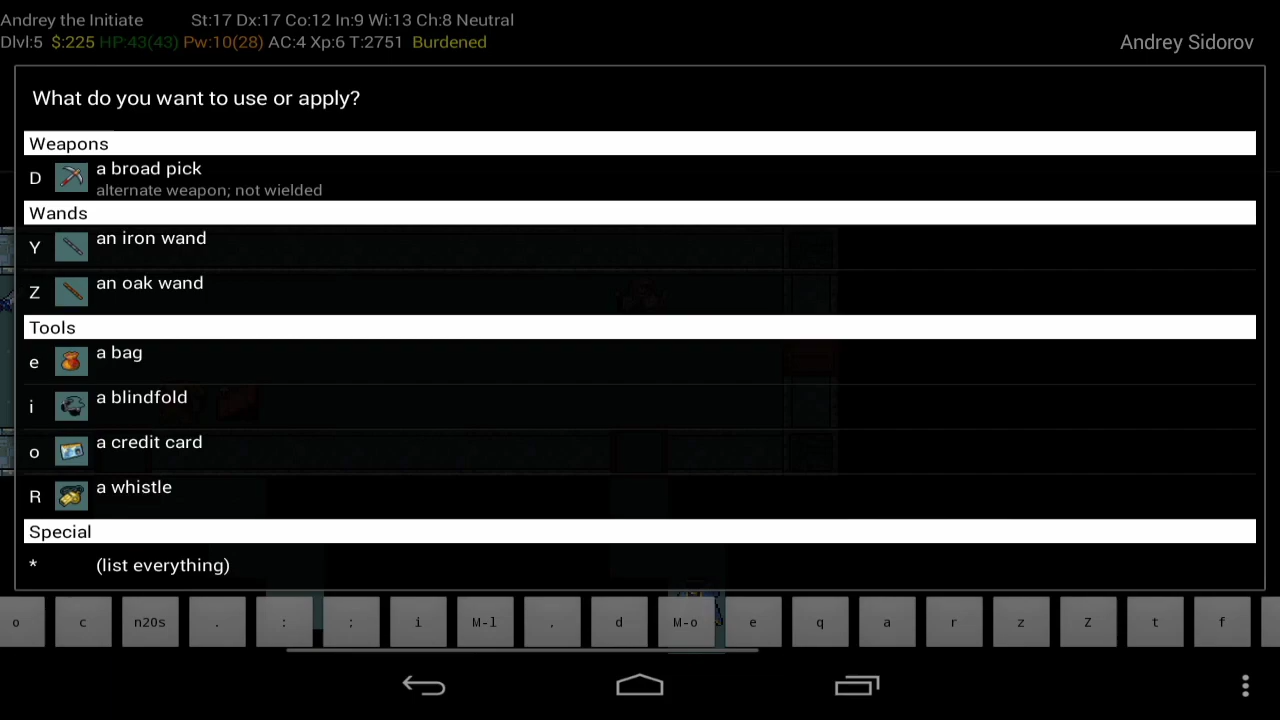 Andrey the Initiate St:17 Dx:17 Co:12 In:9 Wi:13 Ch:8 Neutral
Dlvl:5 $:225 HP:43(43) Pw:10(28) AC:4 Xp:6 T:2751 Burdened
Andrey Sidorov
What do you want to use or apply?
Weapons
D a broad pick
alternate weapon; not wielded
Wands
Y an iron wand
Z an oak wand
Tools
e a bag
i a blindfold
o a credit card
R a whistle
Special
* (list everything)
o c n20s . : ; i M-l , d M-o e q a r z Z t f